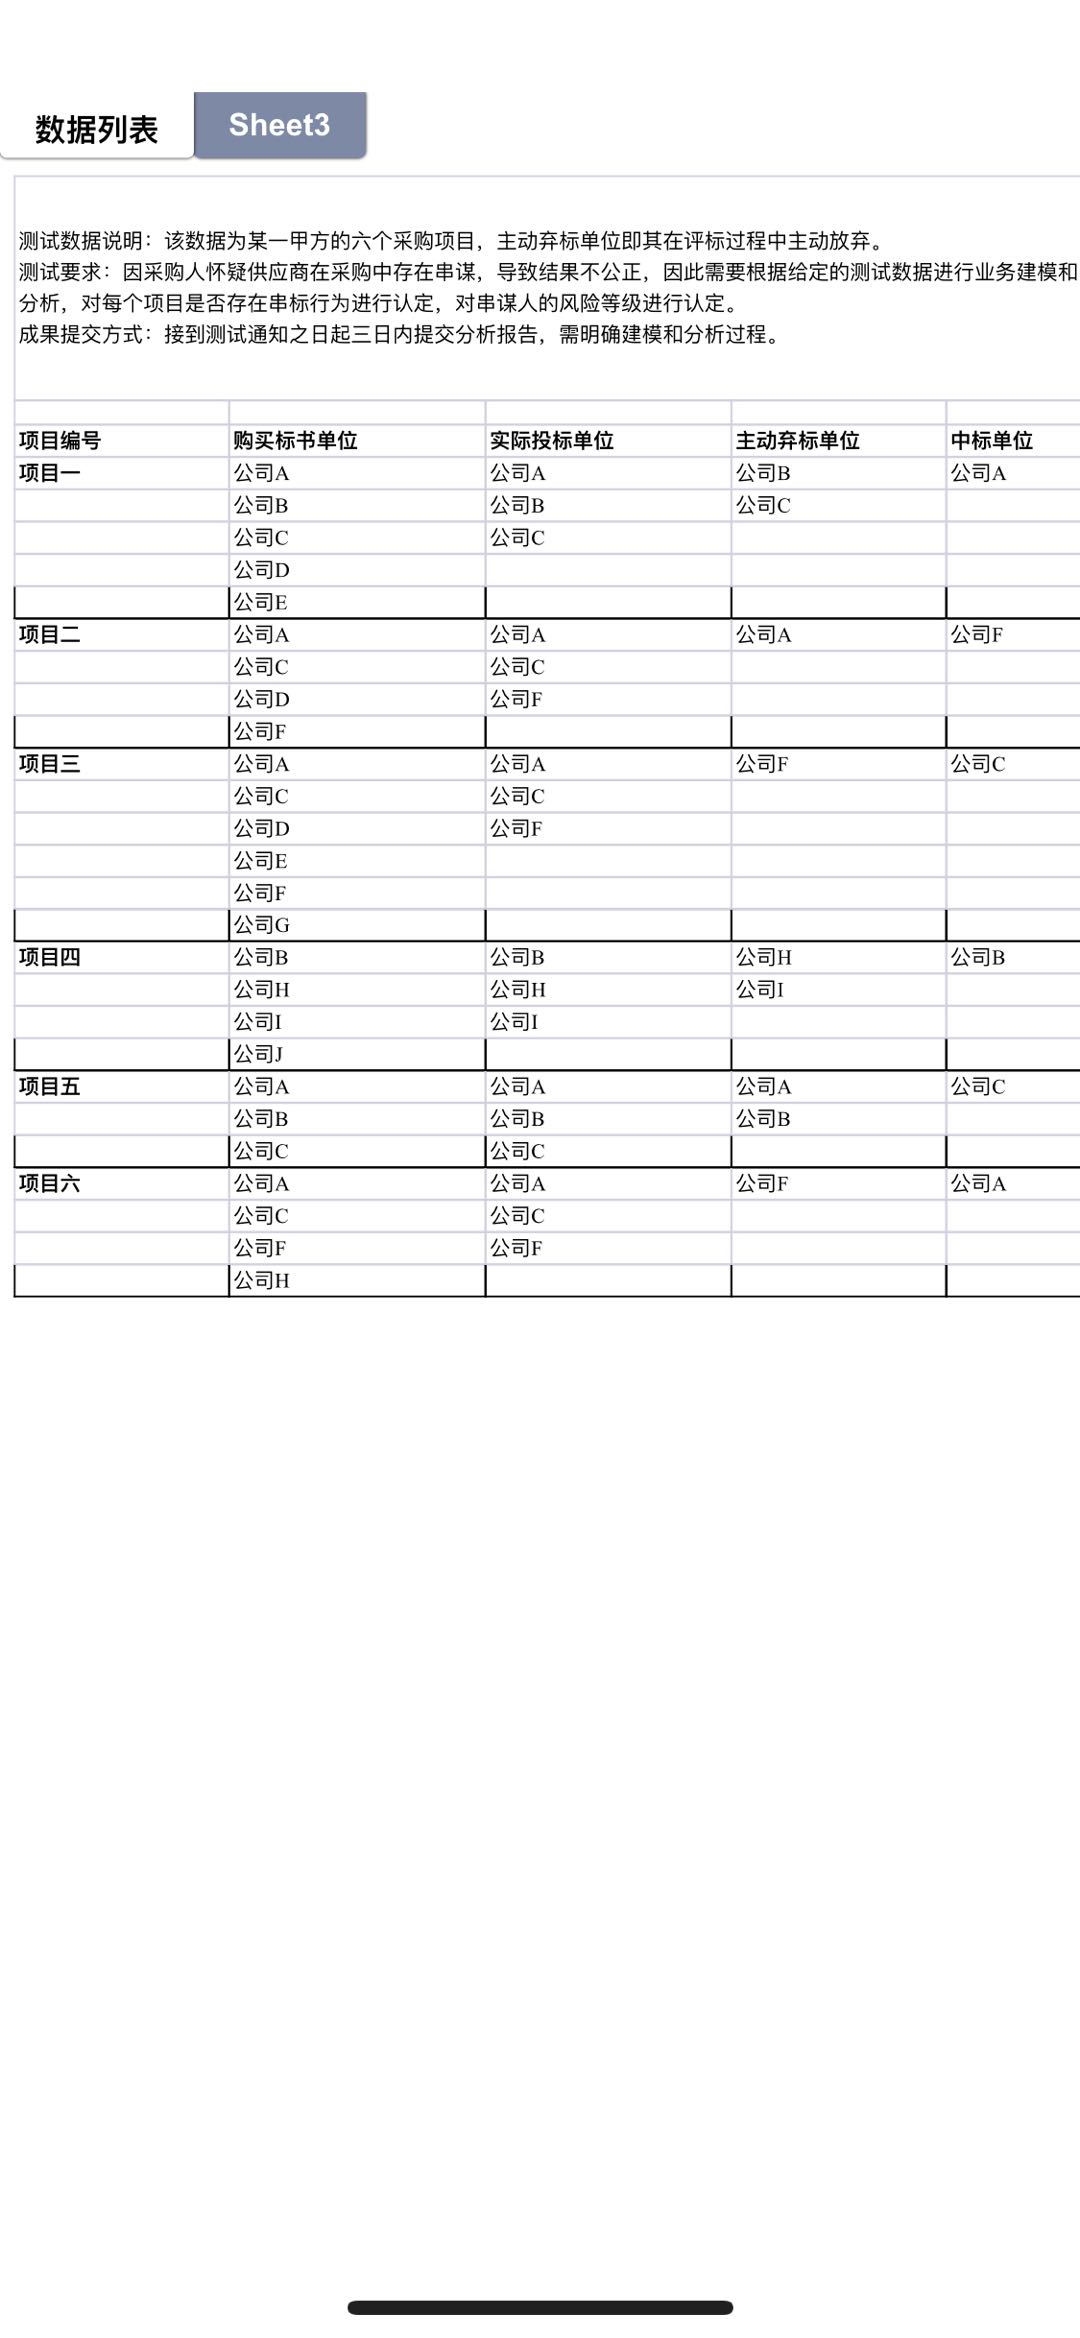 数据列表 Sheet3
测试数据说明：该数据为某一甲方的六个采购项目，主动弃标单位即其在评标过程中主动放弃。
测试要求：因采购人怀疑供应商在采购中存在串谋，导致结果不公正，因此需要根据给定的测试数据进行业务建模和
分析，对每个项目是否存在串标行为进行认定，对串谋人的风险等级进行认定。
成果提交方式：接到测试通知之日起三日内提交分析报告，需明确建模和分析过程。
项目编号 购买标书单位 实际投标单位 主动弃标单位 中标单位
项目一 公司A 公司A 公司B 公司A
公司B 公司B 公司C
公司C 公司C
公司D
公司E
项目二 公司A 公司A 公司A 公司F
公司C 公司C
公司D 公司F
公司F
项目三 公司A 公司A 公司F 公司C
公司C 公司C
公司D 公司F
公司E
公司F
公司G
项目四 公司B 公司B 公司H 公司B
公司H 公司H 公司I
公司I 公司I
公司J
项目五 公司A 公司A 公司A 公司C
公司B 公司B 公司B
公司C 公司C
项目六 公司A 公司A 公司F 公司A
公司C 公司C
公司F 公司F
公司H